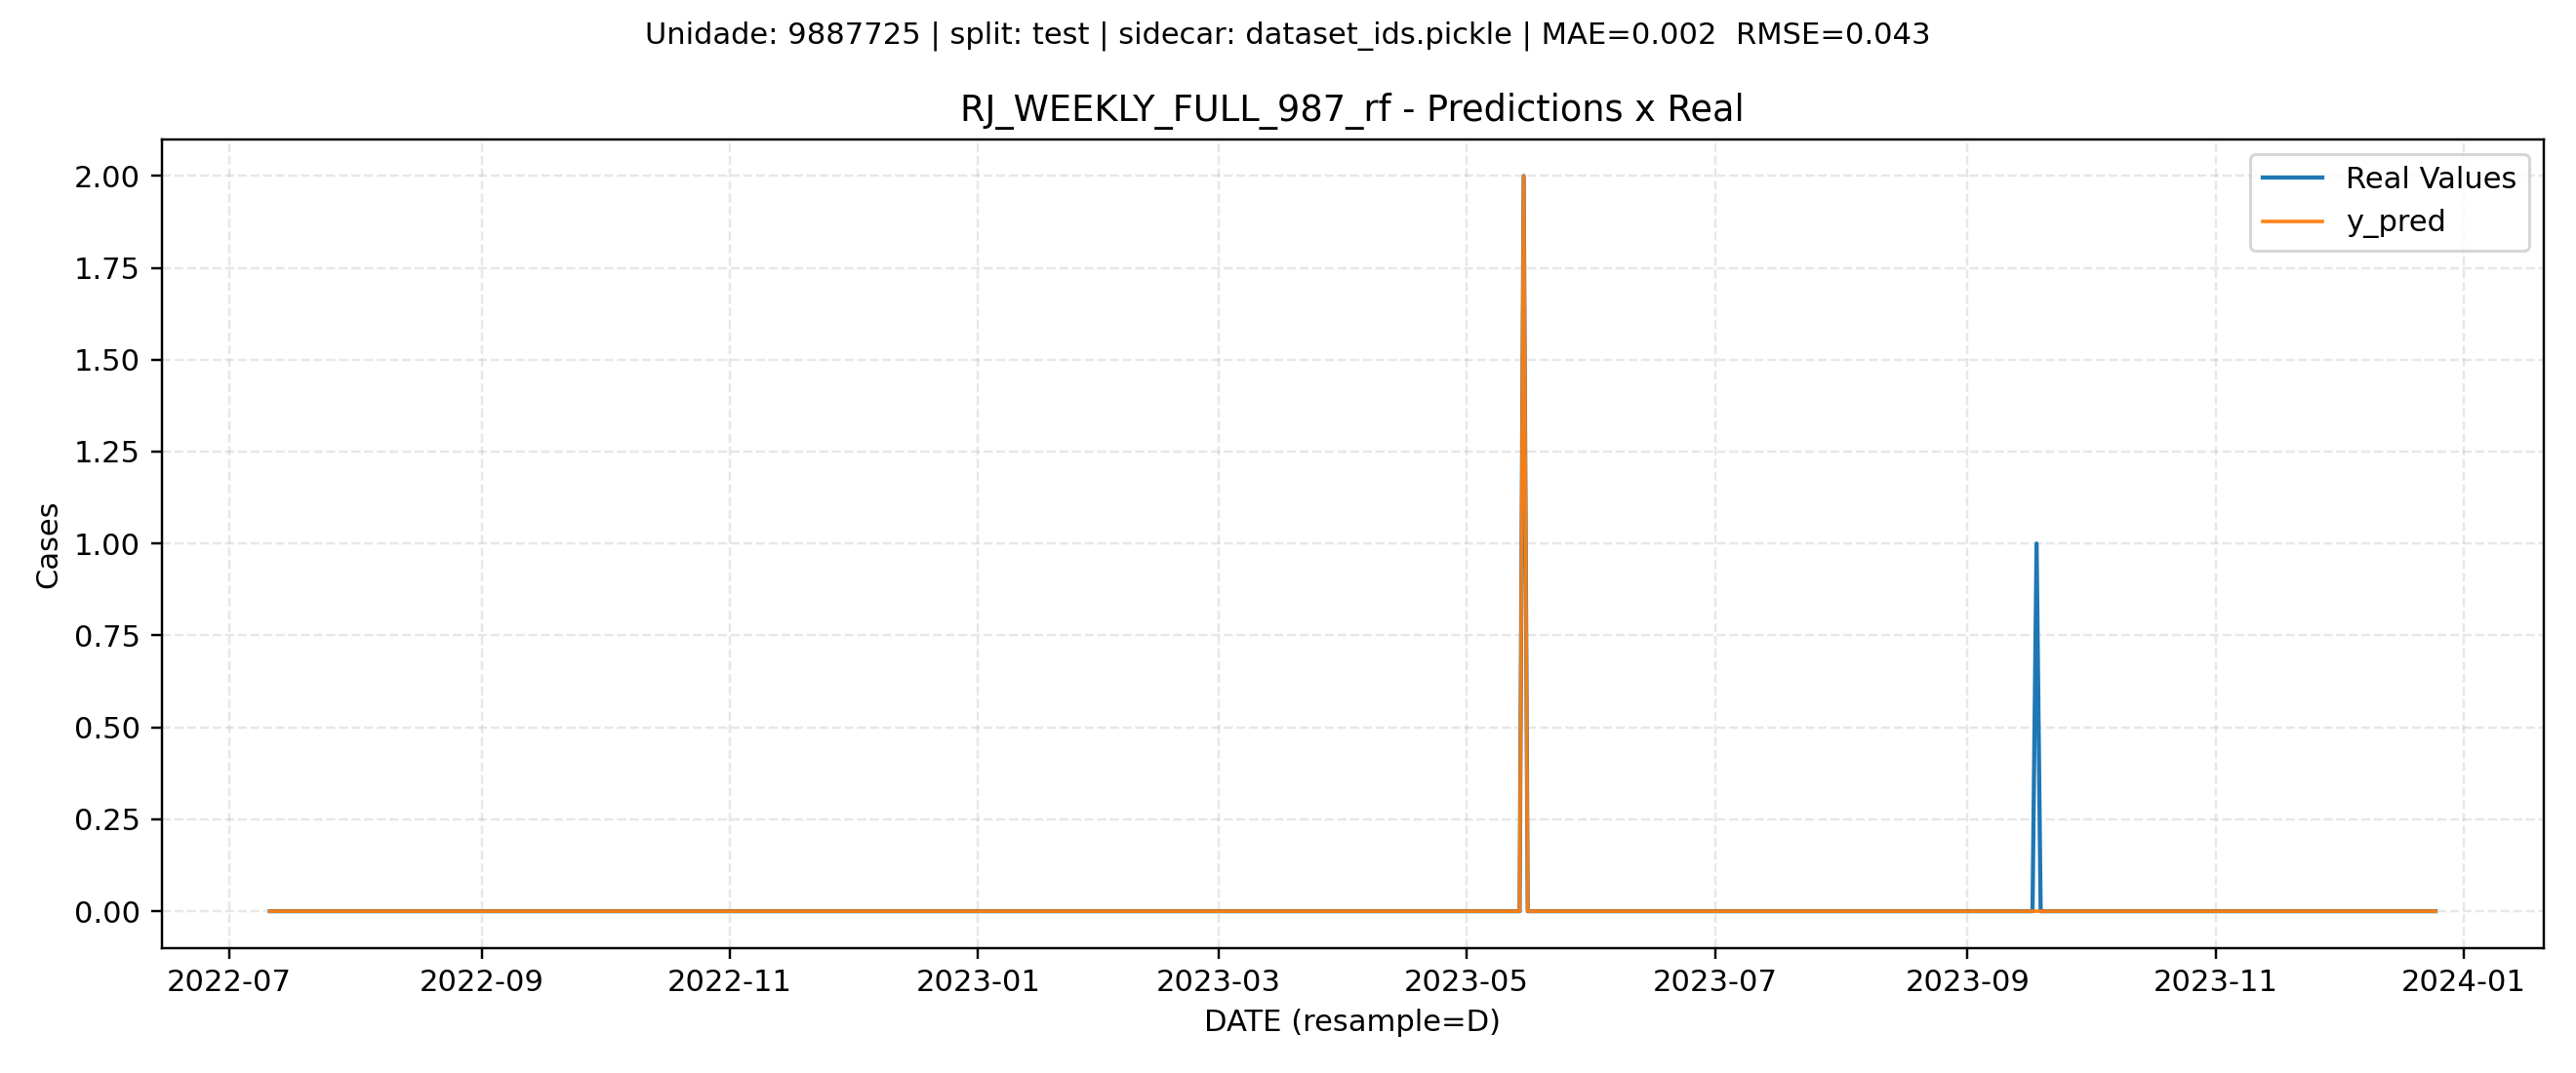 Unidade: 9887725 | split: test | sidecar: dataset_ids.pickle | MAE=0.002  RMSE=0.043
RJ_WEEKLY_FULL_987_rf - Predictions x Real
Real Values
y_pred
Cases
2.00
1.75
1.50
1.25
1.00
0.75
0.50
0.25
0.00
2022-07 2022-09 2022-11 2023-01 2023-03 2023-05 2023-07 2023-09 2023-11 2024-01
DATE (resample=D)